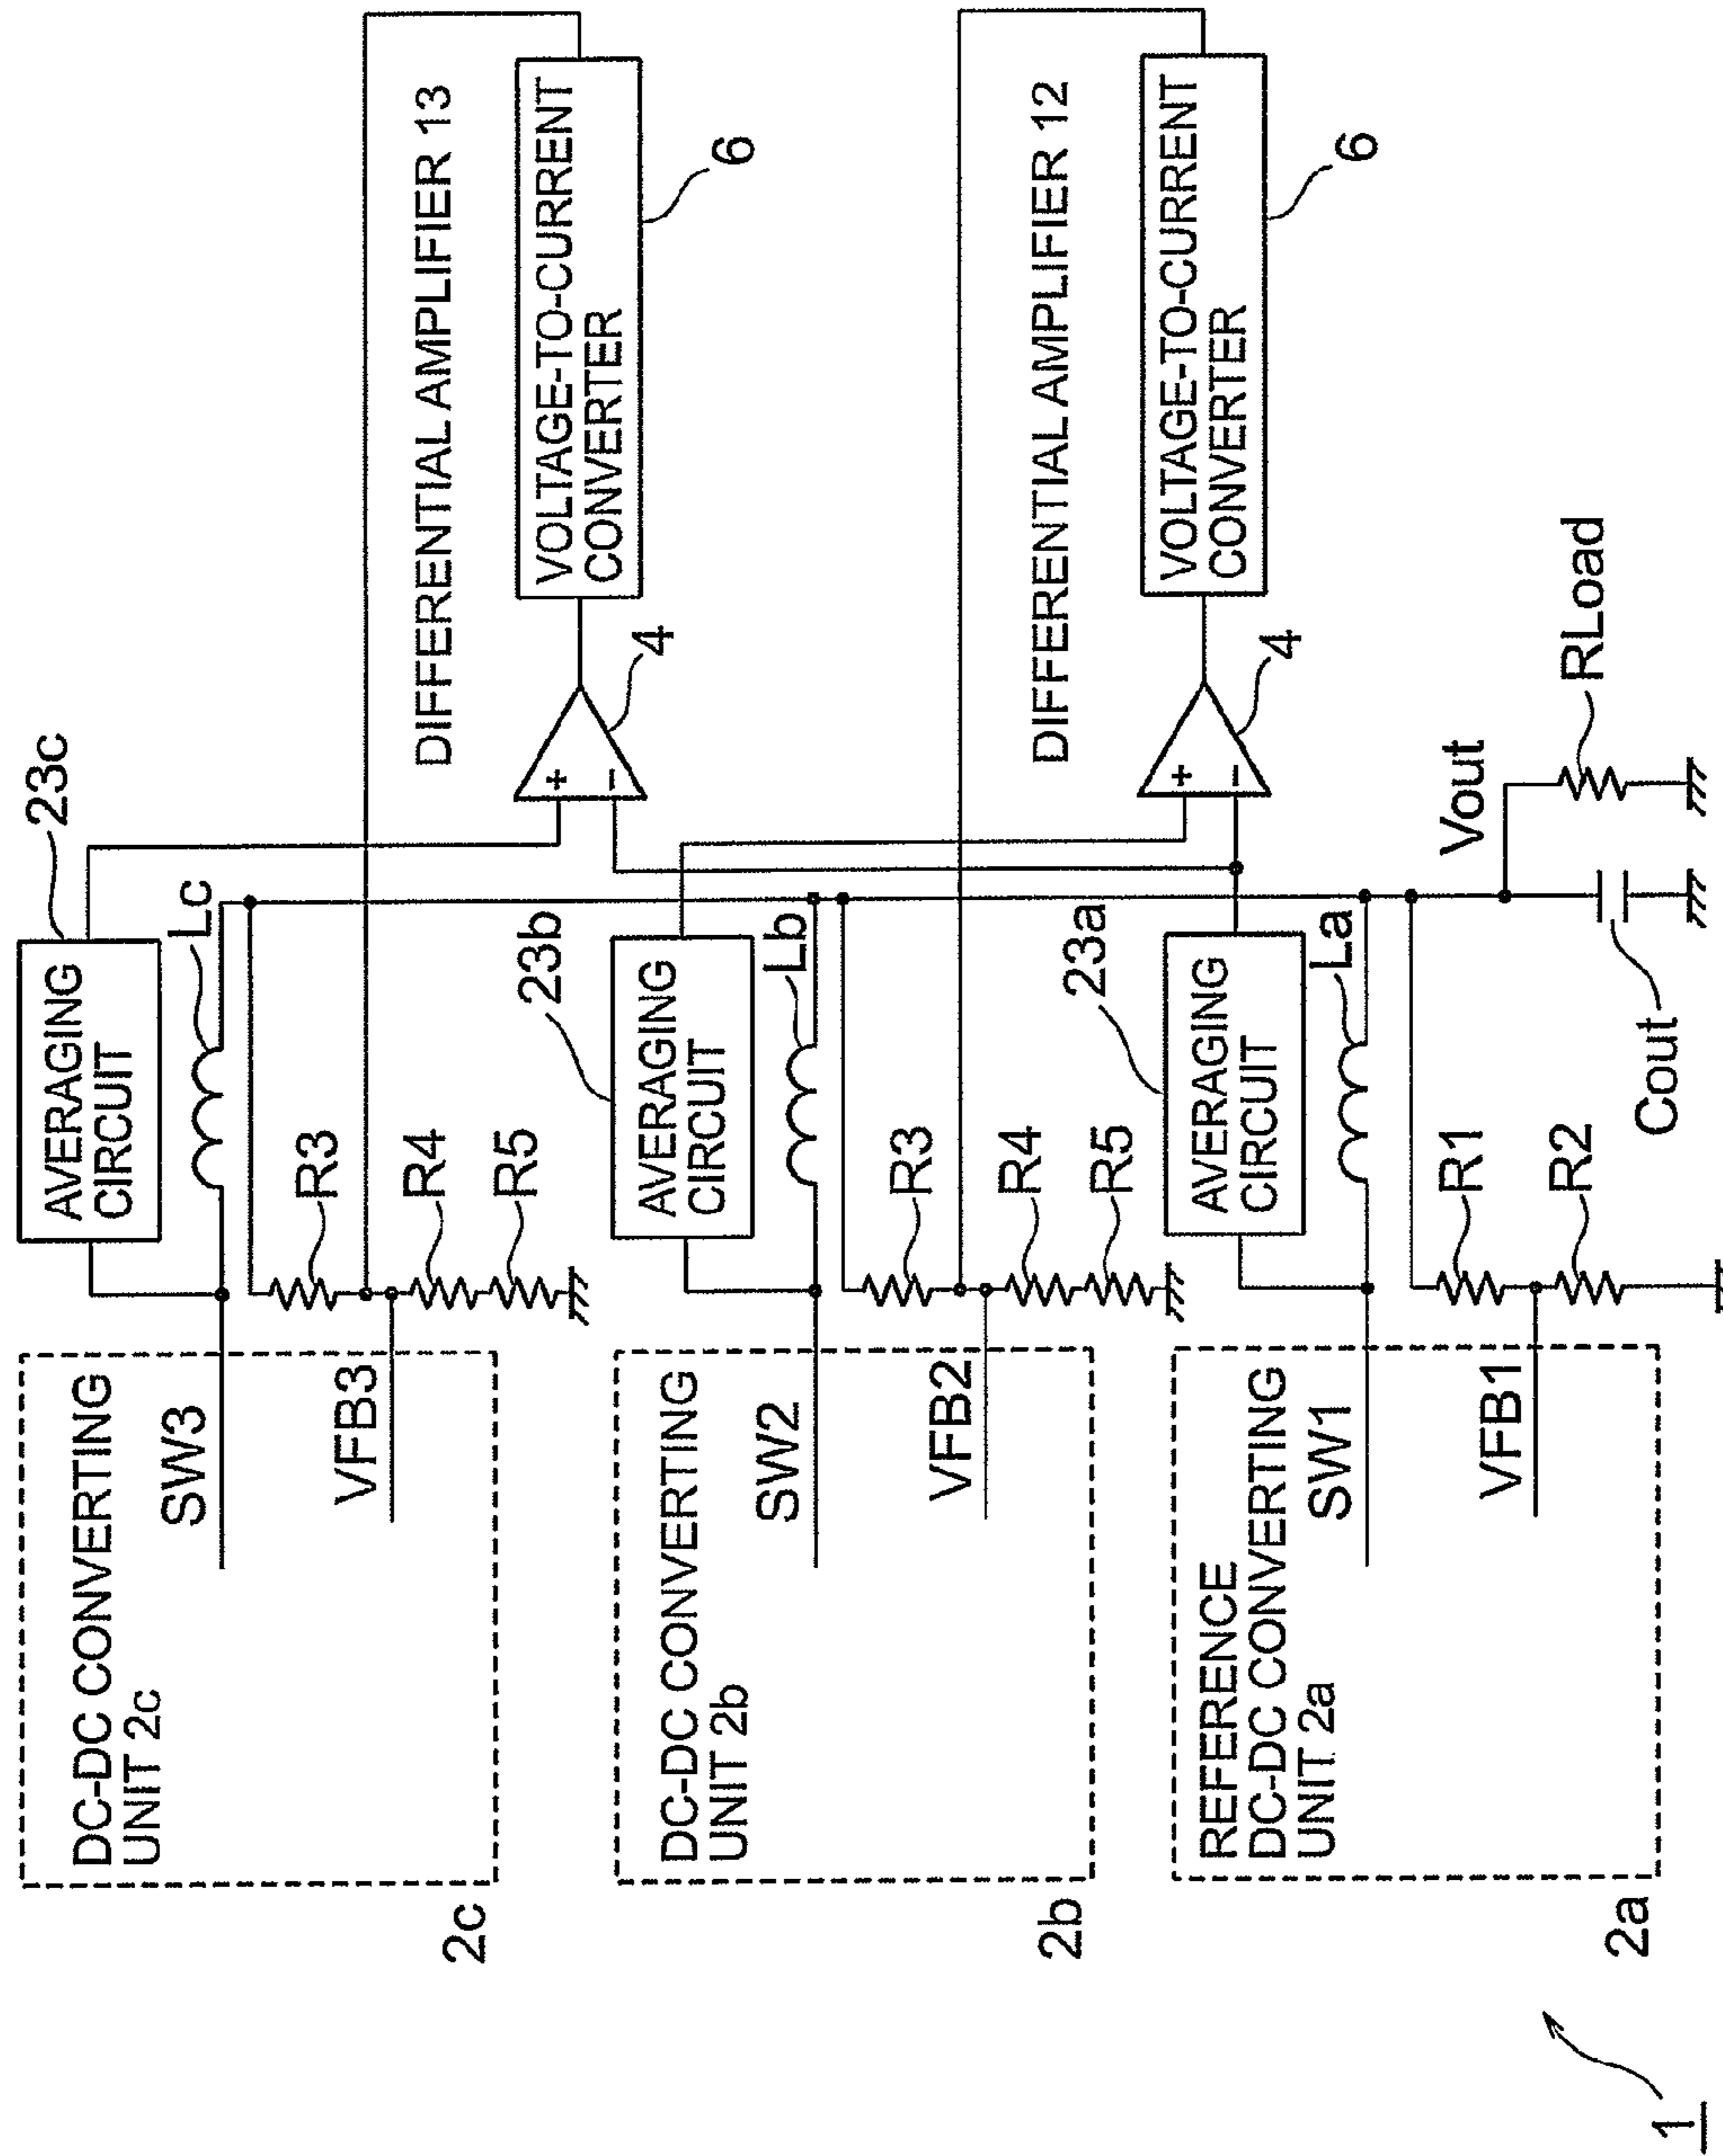 23c
AVERAGING
CIRCUIT
Lc
DC-DC CONVERTING
UNIT 2c
SW3
R3
VFB3
R4
R5
2c
DIFFERENTIAL AMPLIFIER 13
+
−
4
VOLTAGE-TO-CURRENT
CONVERTER
6
23b
AVERAGING
CIRCUIT
Lb
DC-DC CONVERTING
UNIT 2b
SW2
R3
VFB2
R4
R5
2b
DIFFERENTIAL AMPLIFIER 12
+
−
4
VOLTAGE-TO-CURRENT
CONVERTER
6
23a
AVERAGING
CIRCUIT
La
REFERENCE
DC-DC CONVERTING
UNIT 2a
SW1
R1
VFB1
R2
2a
Vout
RLoad
Cout
1